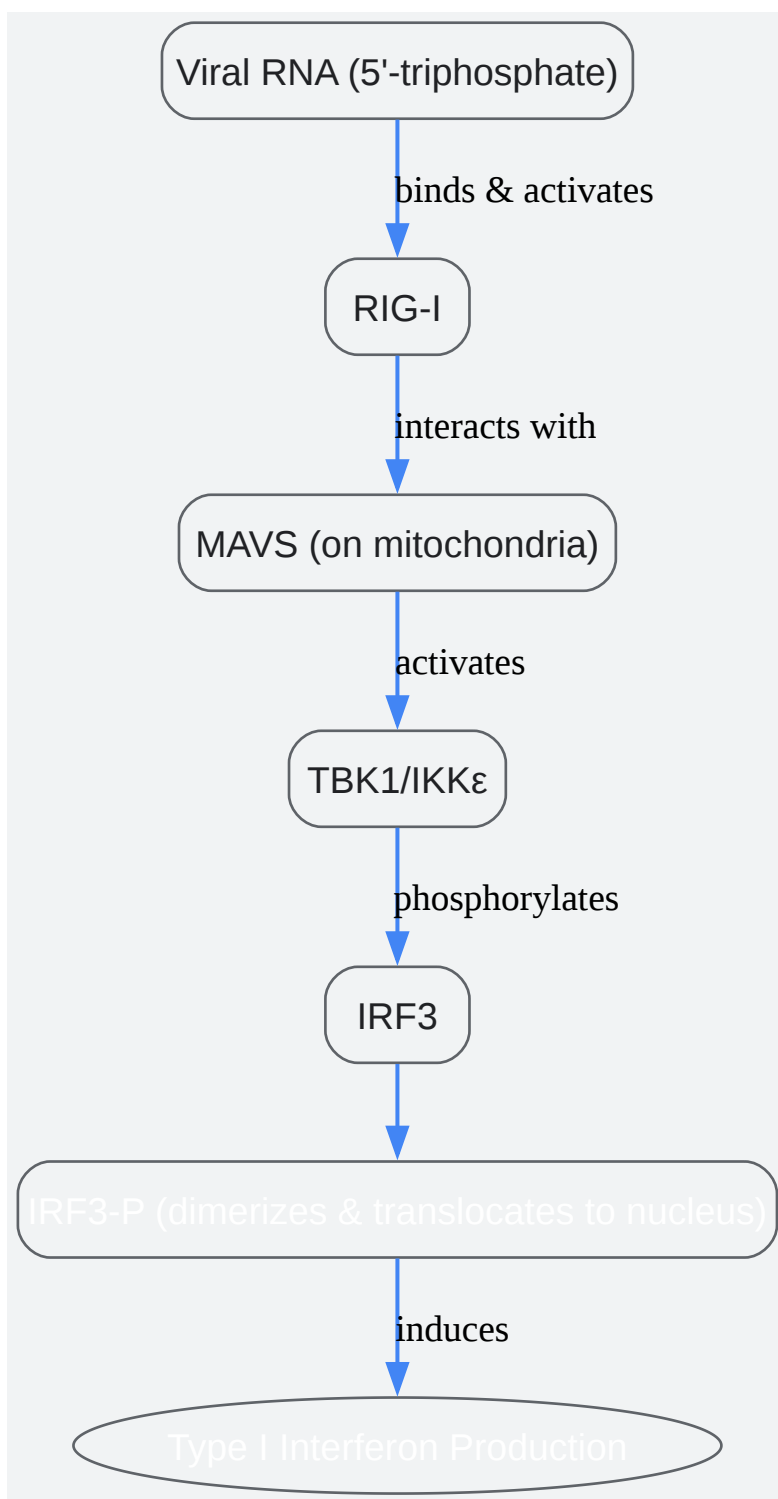 Viral RNA (5'-triphosphate)
binds & activates
RIG-I
interacts with
MAVS (on mitochondria)
activates
TBK1/IKKε
phosphorylates
IRF3
IRF3-P (dimerizes & translocates to nucleus)
induces
Type I Interferon Production